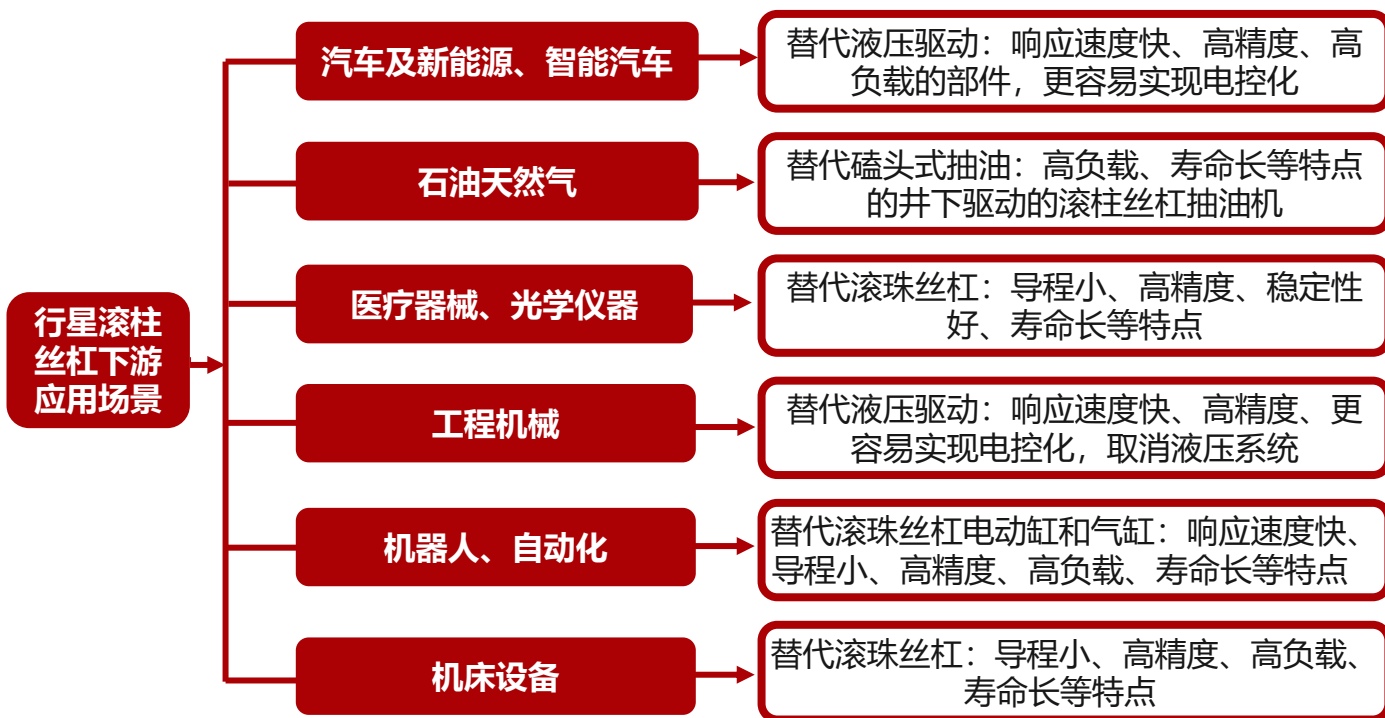 行星滚柱
丝杠下游
应用场景
汽车及新能源、智能汽车
替代液压驱动：响应速度快、高精度、高
负载的部件，更容易实现电控化
石油天然气
替代磕头式抽油：高负载、寿命长等特点
的井下驱动的滚柱丝杠抽油机
医疗器械、光学仪器
替代滚珠丝杠：导程小、高精度、稳定性
好、寿命长等特点
工程机械
替代液压驱动：响应速度快、高精度、更
容易实现电控化，取消液压系统
机器人、自动化
替代滚珠丝杠电动缸和气缸：响应速度快、
导程小、高精度、高负载、寿命长等特点
机床设备
替代滚珠丝杠：导程小、高精度、高负载、
寿命长等特点